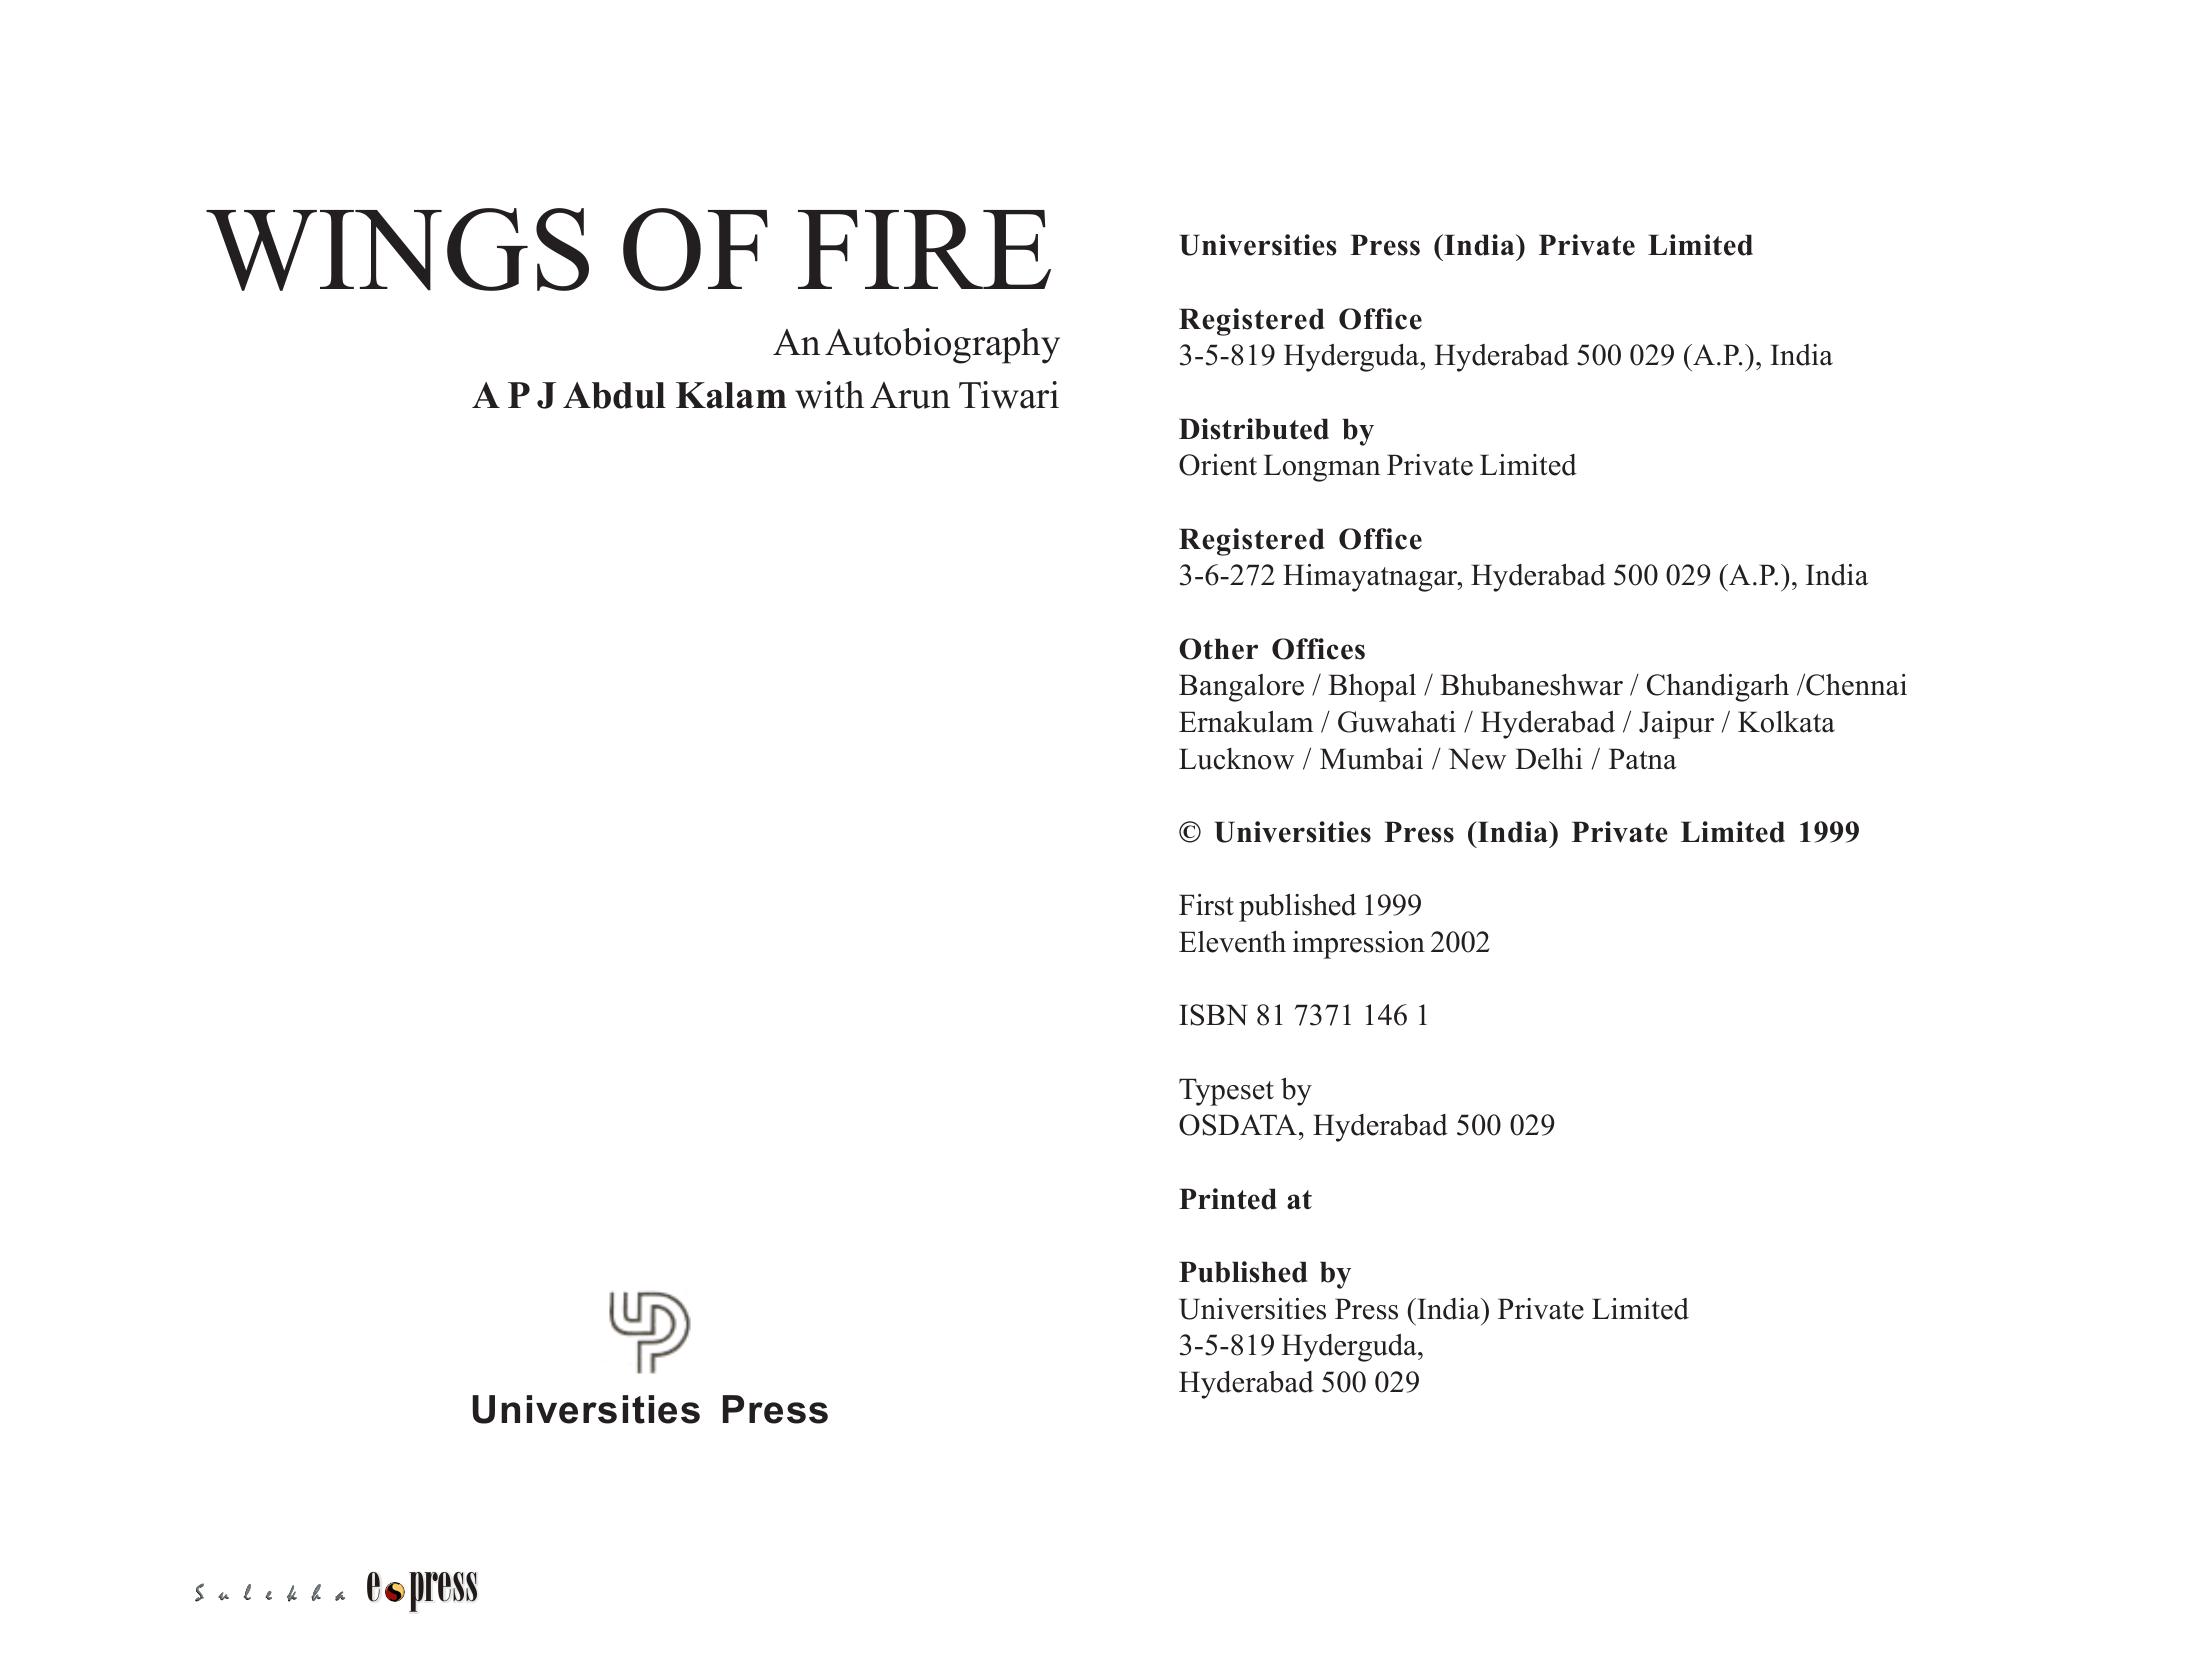 WINGS OF FIRE
An Autobiography
A P J Abdul Kalam with Arun Tiwari
Universities Press
Sulekha e press
Universities Press (India) Private Limited
Registered Office
3-5-819 Hyderguda, Hyderabad 500 029 (A.P.), India
Distributed by
Orient Longman Private Limited
Registered Office
3-6-272 Himayatnagar, Hyderabad 500 029 (A.P.), India
Other Offices
Bangalore / Bhopal / Bhubaneshwar / Chandigarh /Chennai
Ernakulam / Guwahati / Hyderabad / Jaipur / Kolkata
Lucknow / Mumbai / New Delhi / Patna
© Universities Press (India) Private Limited 1999
First published 1999
Eleventh impression 2002
ISBN 81 7371 146 1
Typeset by
OSDATA, Hyderabad 500 029
Printed at
Published by
Universities Press (India) Private Limited
3-5-819 Hyderguda,
Hyderabad 500 029